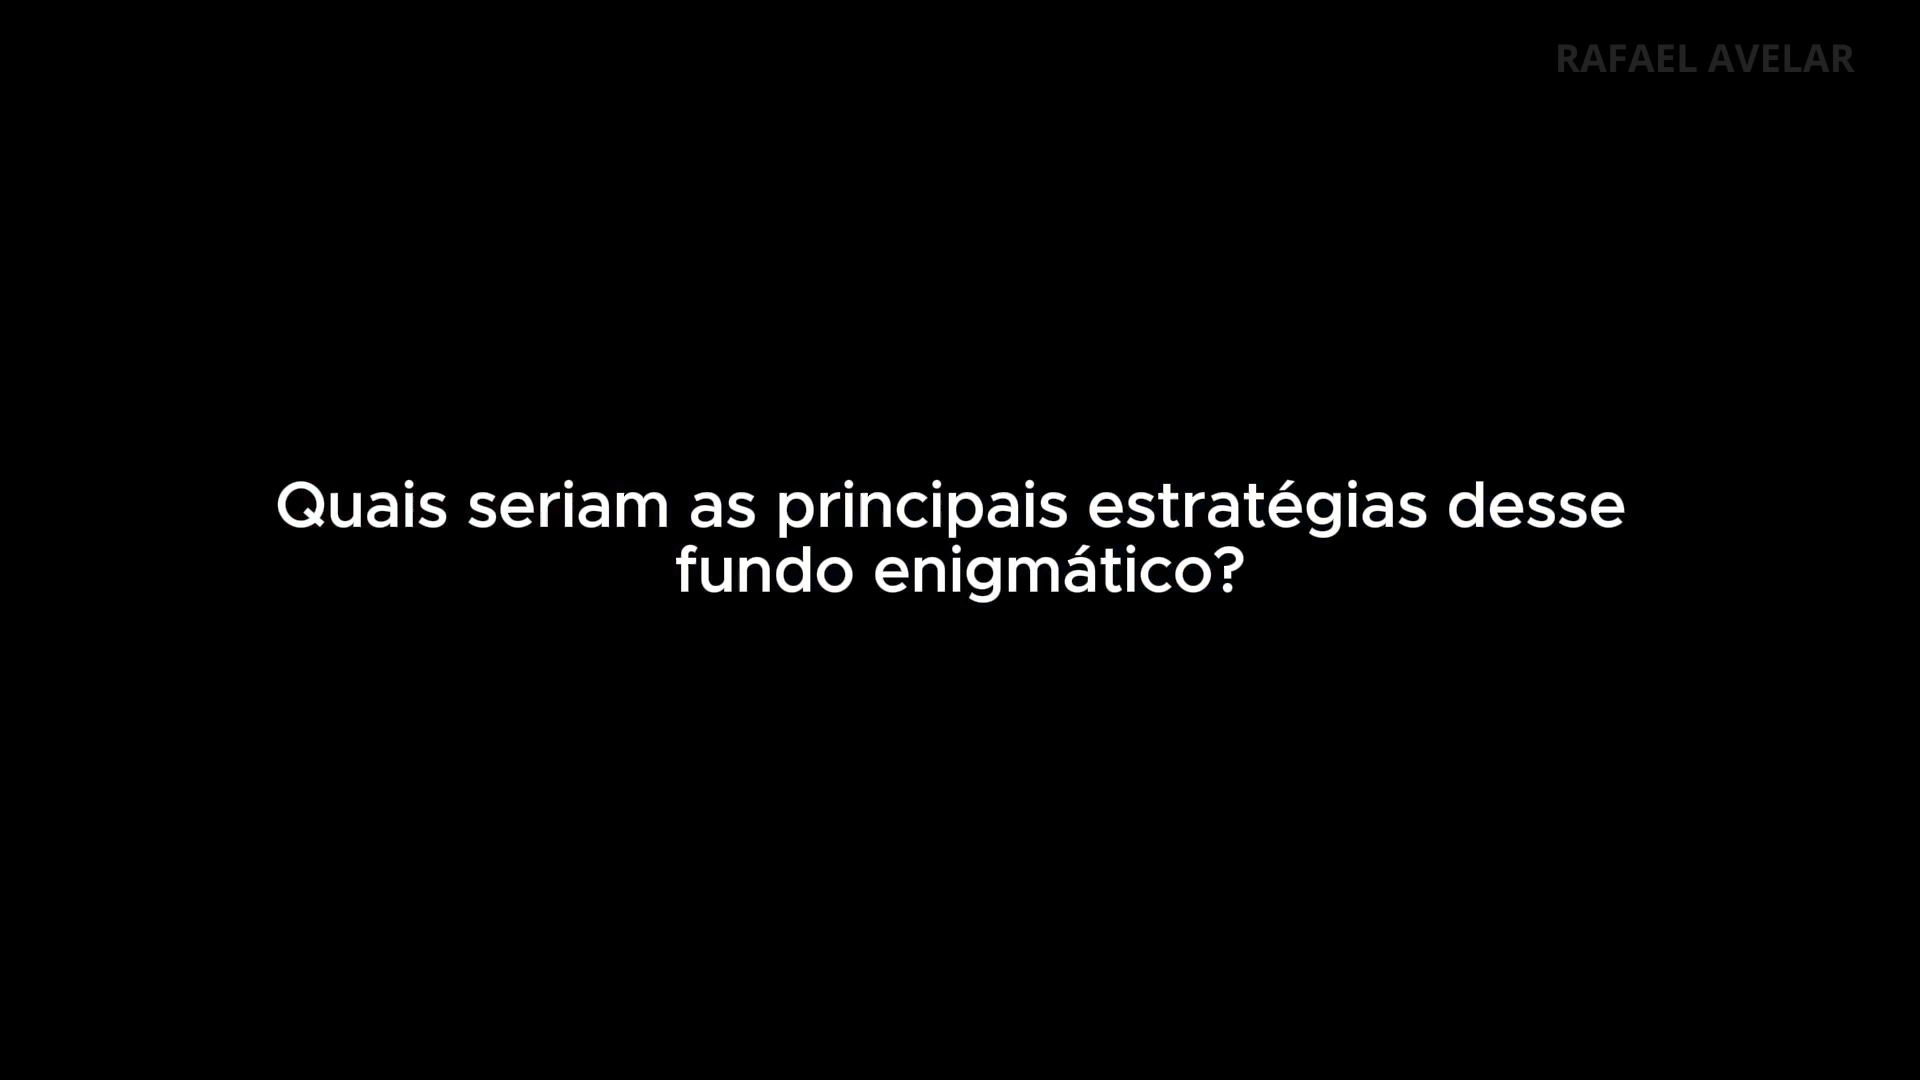 RAFAEL AVELAR
Quais seriam as principais estratégias desse
fundo enigmático?